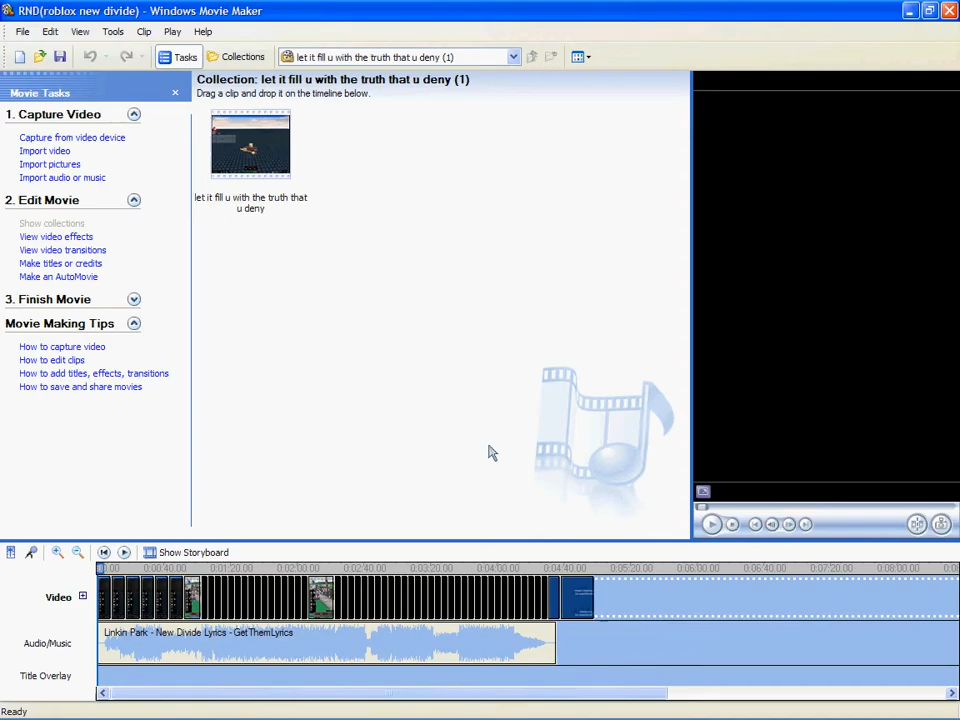 RND(roblox new divide) - Windows Movie Maker
File Edit View Tools Clip Play Help
Tasks Collections let it fill u with the truth that u deny (1)
Movie Tasks
Collection: let it fill u with the truth that u deny (1)
Drag a clip and drop it on the timeline below.
1. Capture Video
Capture from video device
Import video
Import pictures
Import audio or music
2. Edit Movie
Show collections
View video effects
View video transitions
Make titles or credits
Make an AutoMovie
3. Finish Movie
Movie Making Tips
How to capture video
How to edit clips
How to add titles, effects, transitions
How to save and share movies
let it fill u with the truth that
u deny
Show Storyboard
0:00:40.00 0:01:20.00 0:02:00.00 0:02:40.00 0:03:20.00 0:04:00.00 0:04:40.00 0:05:20.00 0:06:00.00 0:06:40.00 0:07:20.00 0:08:00.00
Video
Linkin Park - New Divide Lyrics - GetThemLyrics
Audio/Music
Title Overlay
Ready